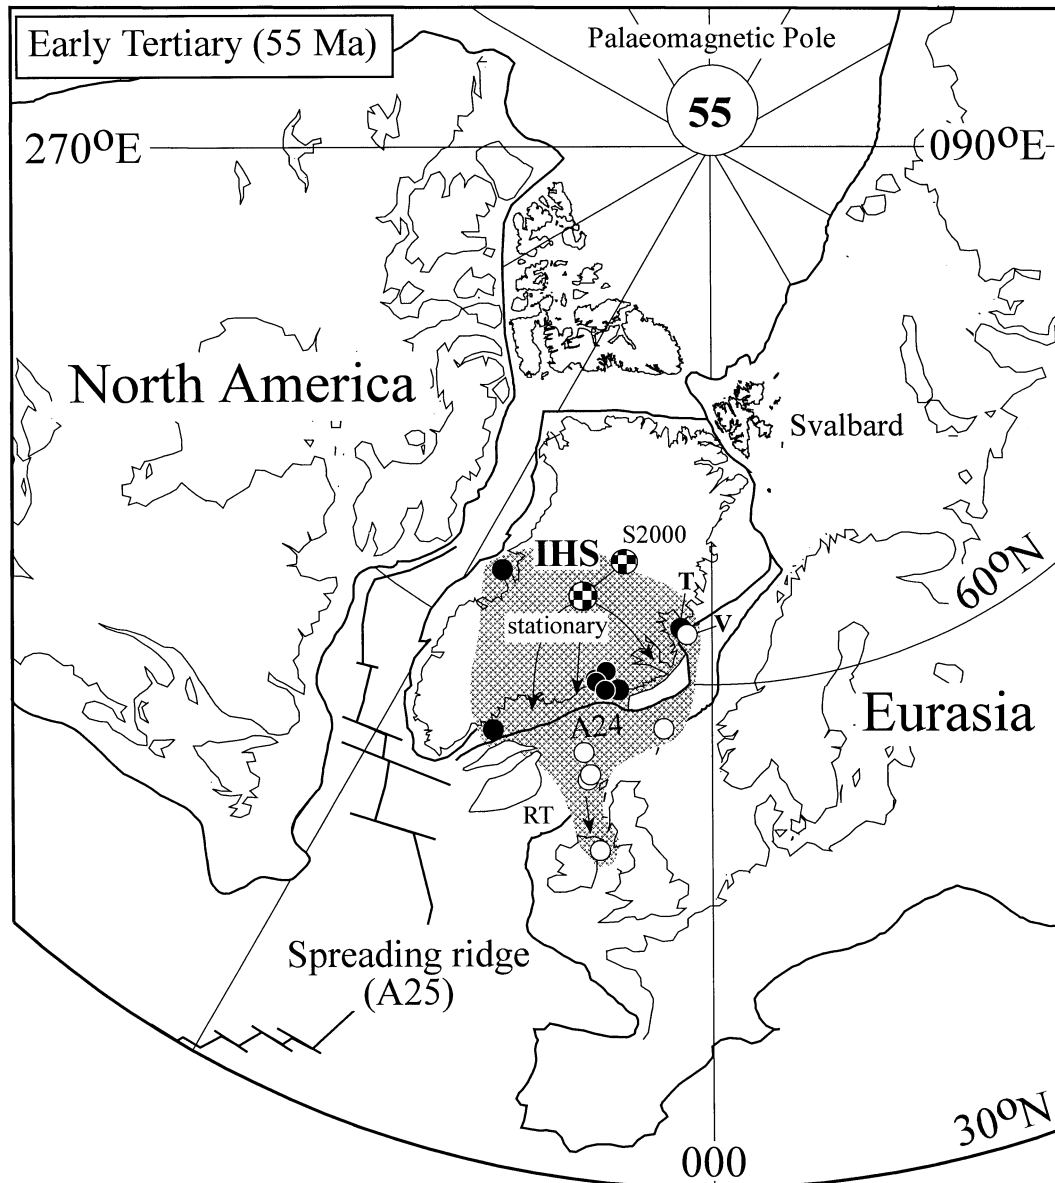 Early Tertiary (55 Ma)
Palaeomagnetic Pole
55
270ºE
090ºE
North America
Svalbard
IHS
S2000
60ºN
T
stationary
V
A24
Eurasia
RT
Spreading ridge
(A25)
30ºN
000